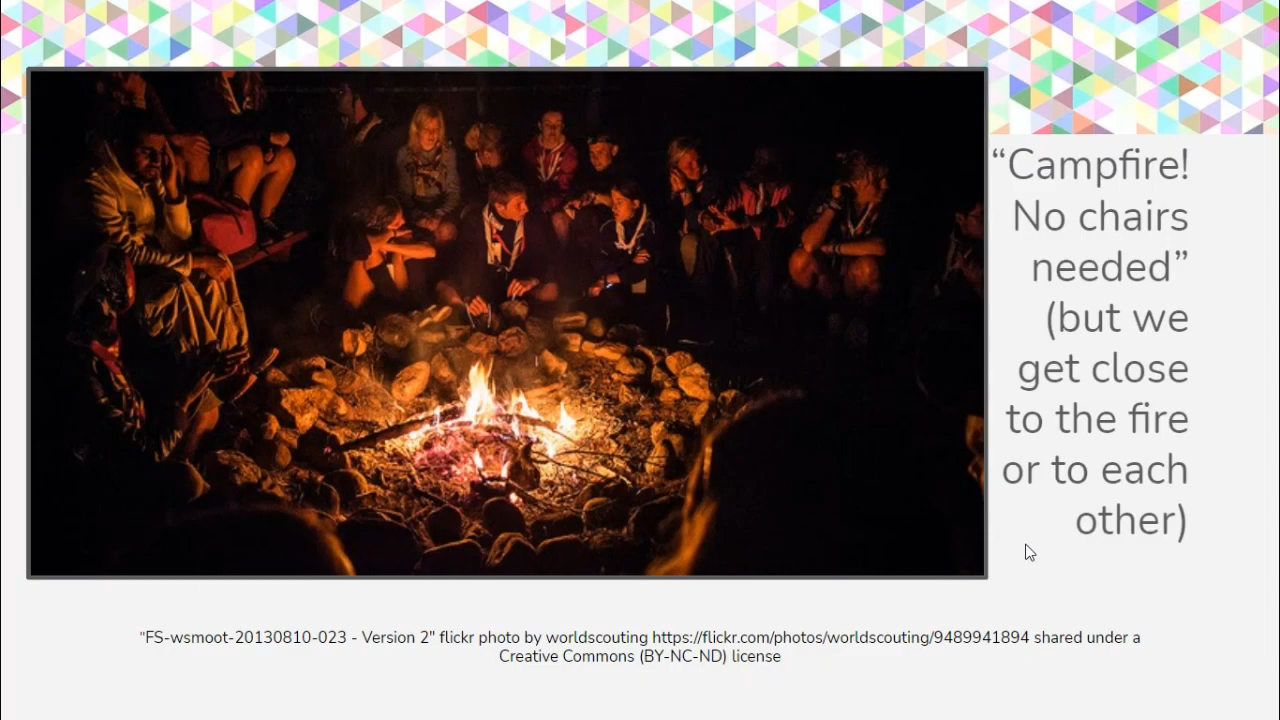 “Campfire!
No chairs
needed”
(but we
get close
to the fire
or to each
other)
"FS-wsmoot-20130810-023 - Version 2" flickr photo by worldscouting https://flickr.com/photos/worldscouting/9489941894 shared under a
Creative Commons (BY-NC-ND) license